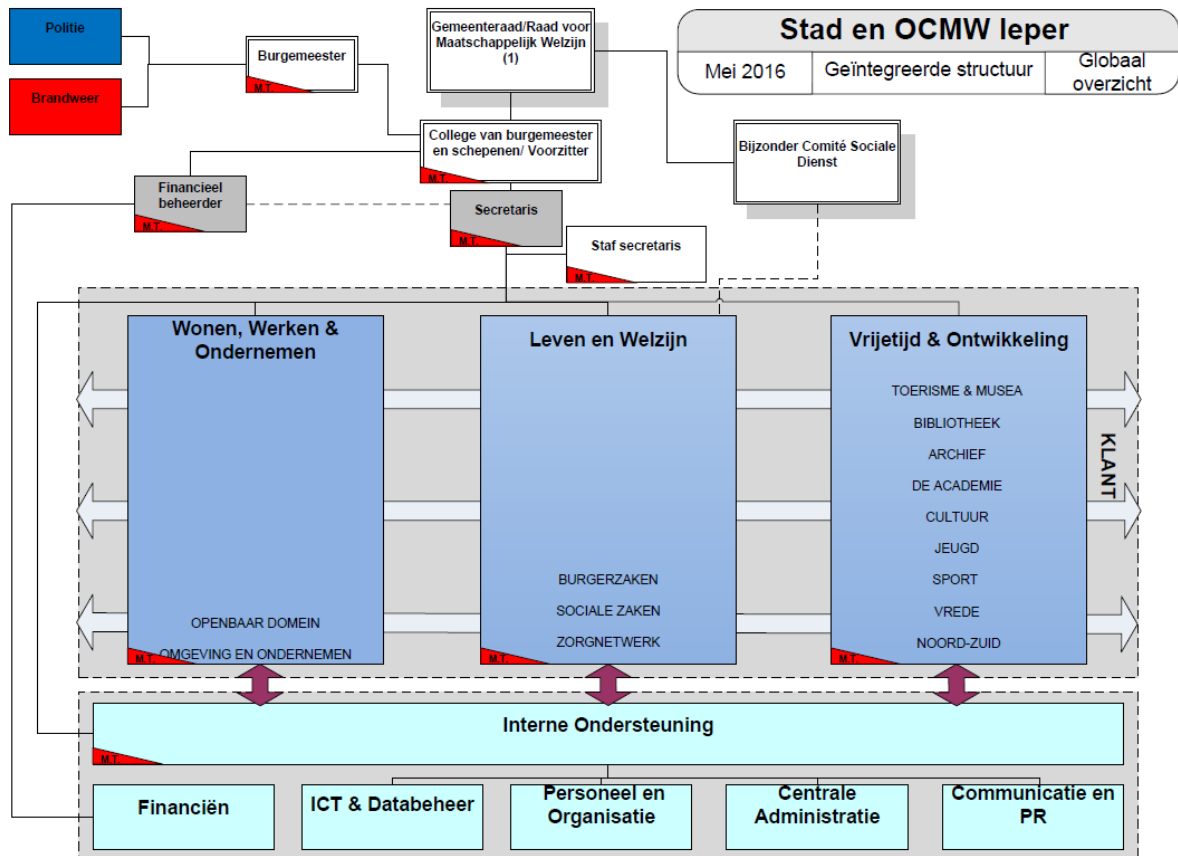 Politie
Brandweer
Burgemeester
M.T.
Gemeenteraad/Raad voor
Maatschappelijk Welzijn
(1)
Stad en OCMW Ieper
Mei 2016
Geïntegreerde structuur
Globaal
overzicht
College van burgemeester
en schepenen/ Voorzitter
M.T.
Bijzonder Comité Sociale
Dienst
Financieel
beheerder
M.T.
Secretaris
M.T.
Staf secretaris
M.T.
Wonen, Werken &
Ondernemen
OPENBAAR DOMEIN
OMGEVING EN ONDERNEMEN
M.T.
Leven en Welzijn
BURGERZAKEN
SOCIALE ZAKEN
ZORGNETWERK
M.T.
Vrijetijd & Ontwikkeling
TOERISME & MUSEA
BIBLIOTHEEK
ARCHIEF
DE ACADEMIE
CULTUUR
JEUGD
SPORT
VREDE
NOORD-ZUID
M.T.
KLANT
Interne Ondersteuning
M.T.
Financiën
ICT & Databeheer
Personeel en
Organisatie
Centrale
Administratie
Communicatie en
PR